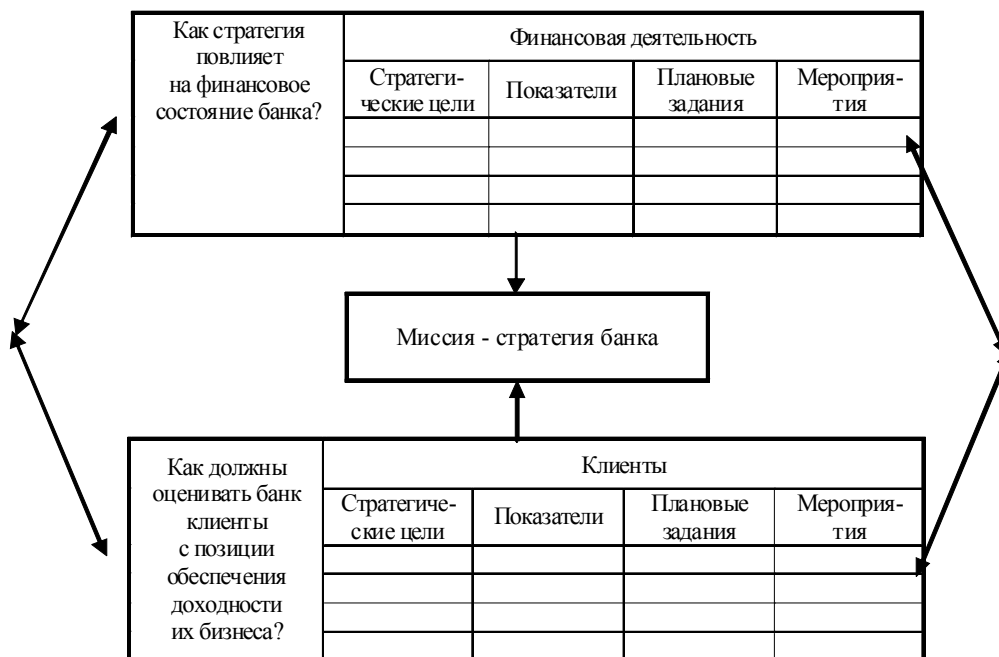 Как стратегия
повлияет
на финансовое
состояние банка?
Финансовая деятельность
Стратеги-
ческие цели
Показатели
Плановые
задания
Мероприя-
тия
Миссия - стратегия банка
Как должны
оценивать банк
клиенты
с позиции
обеспечения
доходности
их бизнеса?
Клиенты
Стратегиче-
ские цели
Показатели
Плановые
задания
Мероприя-
тия